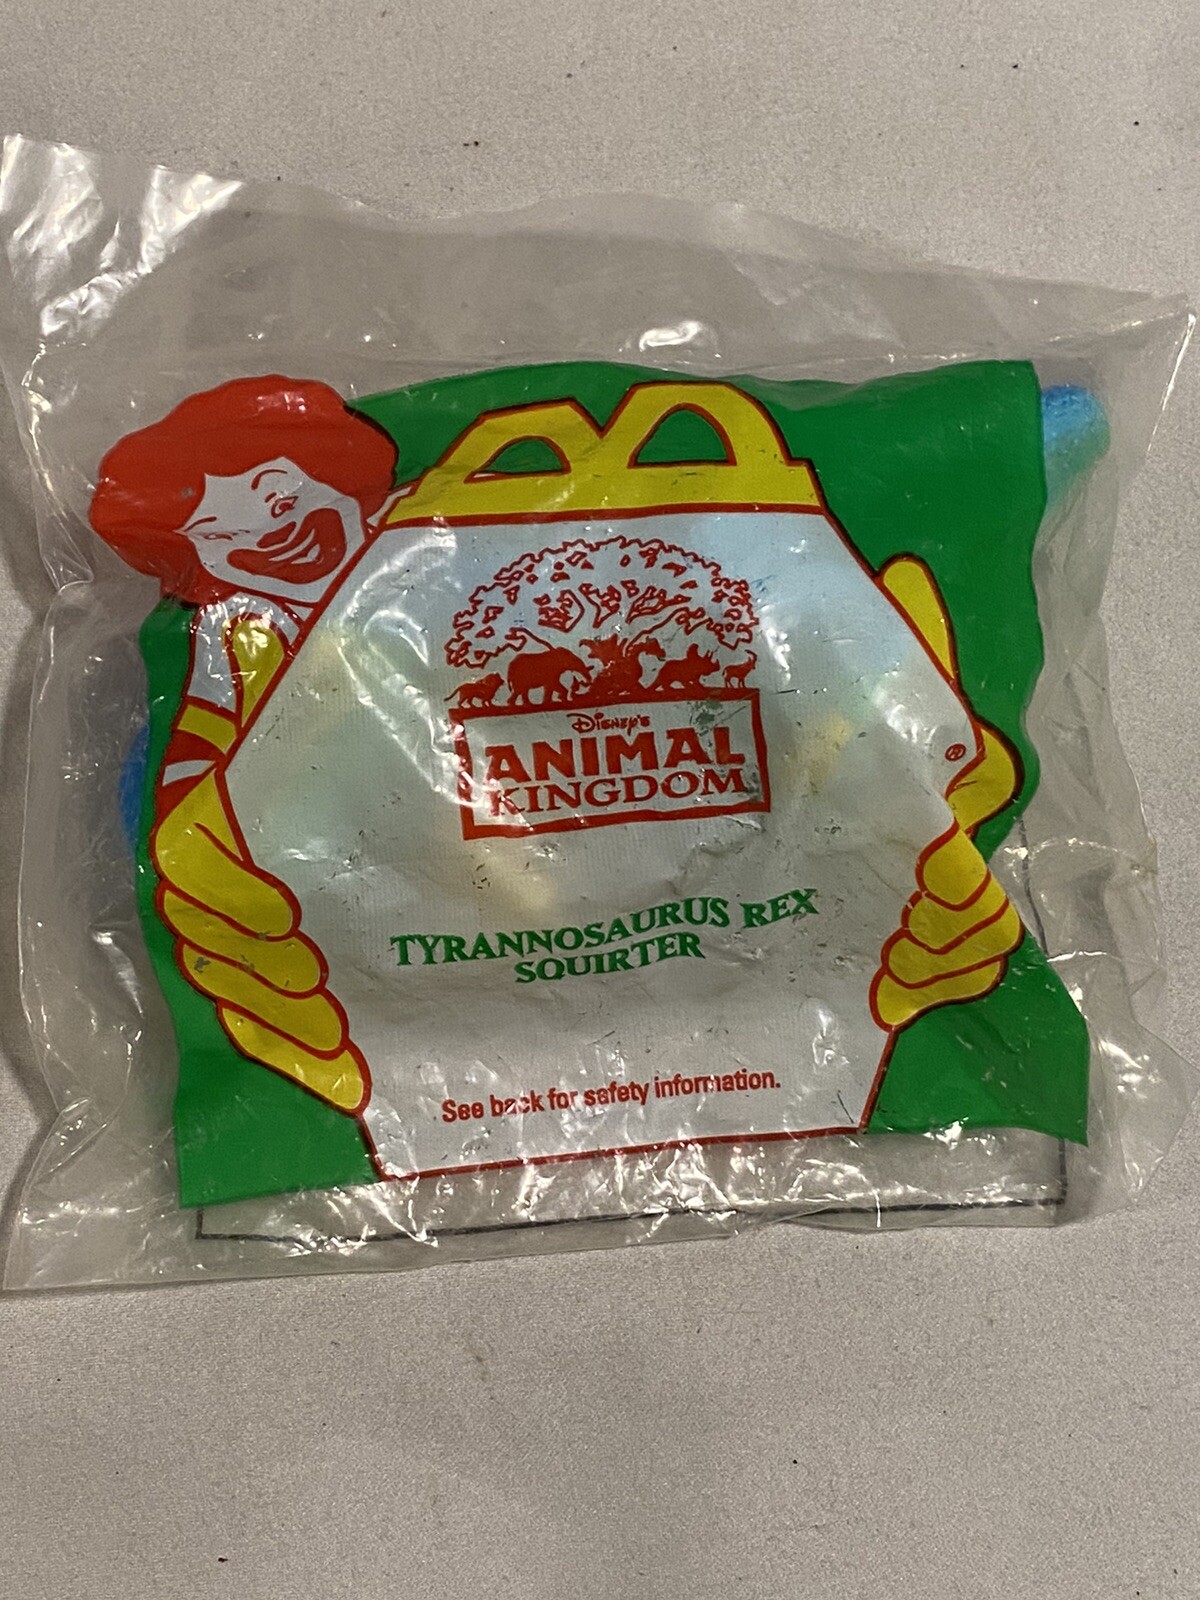 DISNEY'S
ANIMAL
KINGDOM
TYRANNOSAURUS REX
SQUIRTER
See back for safety information.